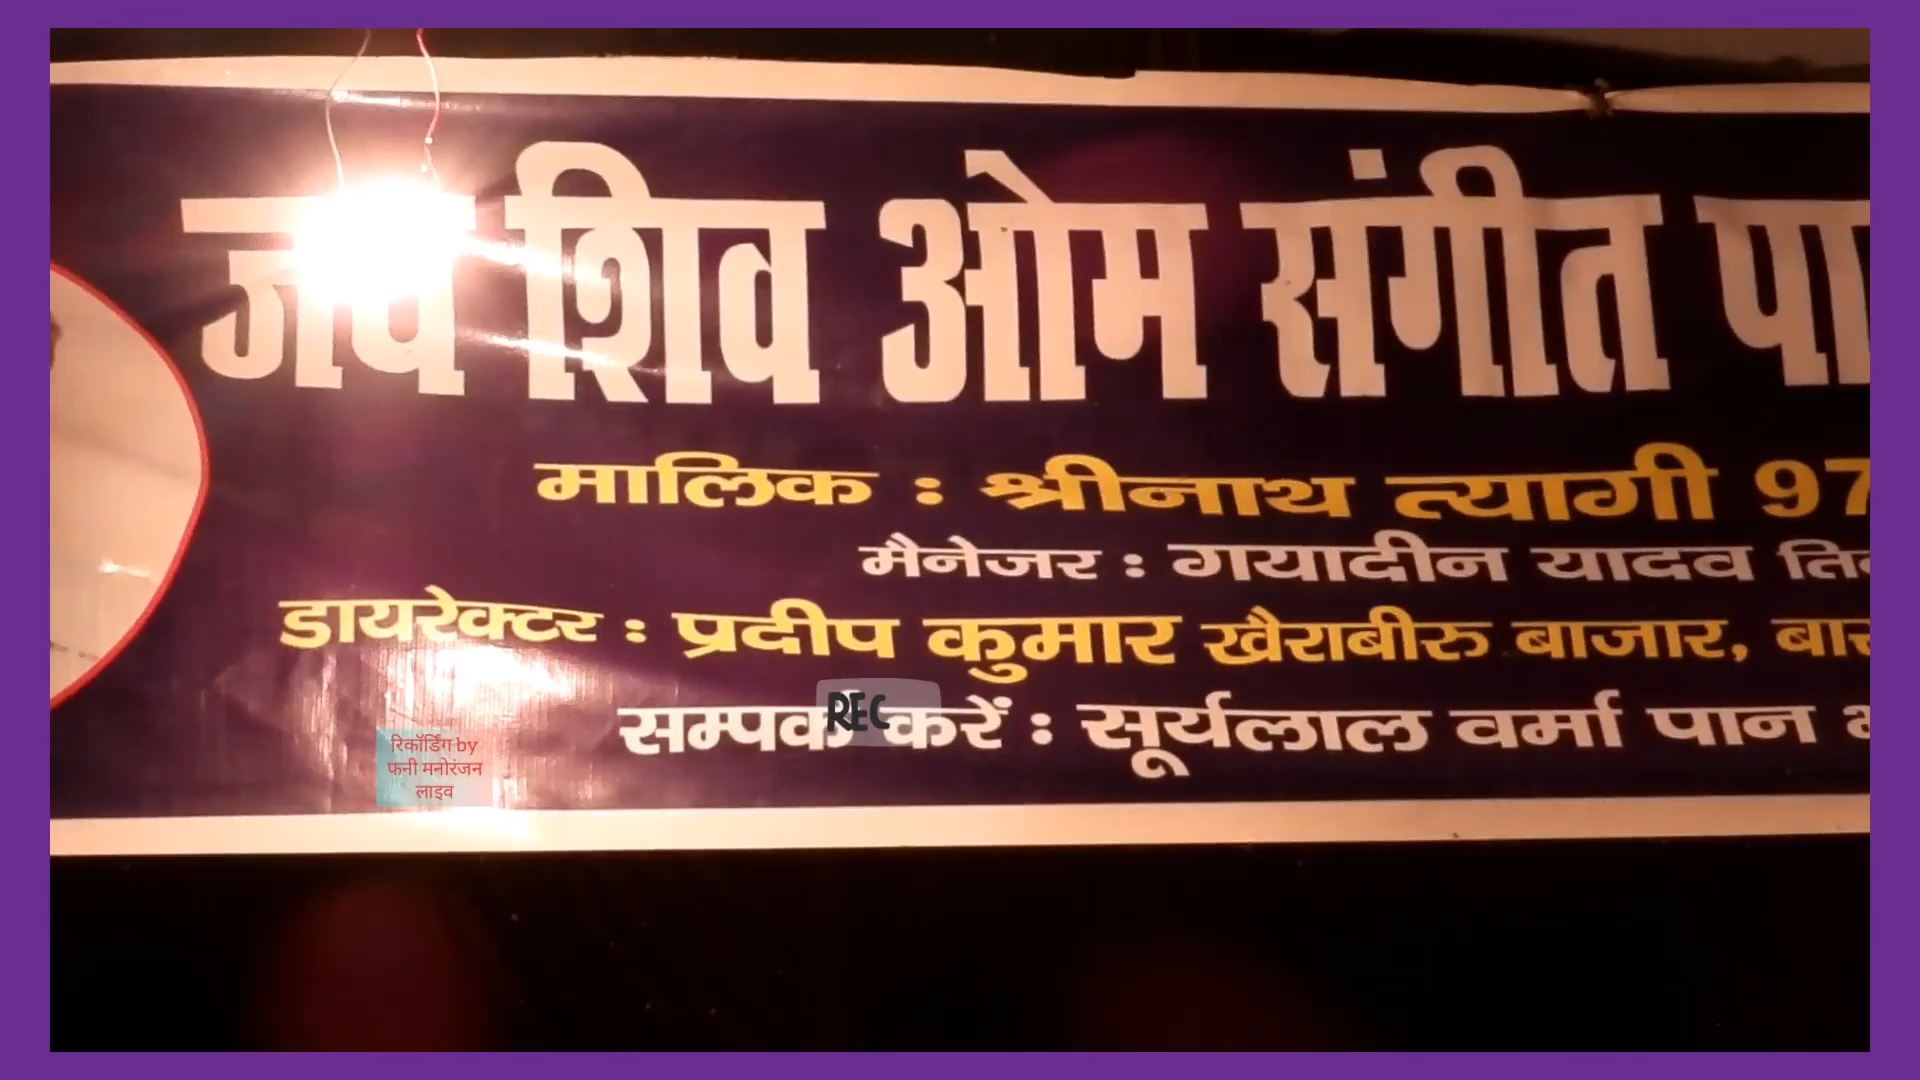 जय शिव ओम संगीत पा
मालिक : श्रीनाथ त्यागी 97
मैनेजर : गयादीन यादव
डायरेक्टर : प्रदीप कुमार खैराबीरु बाजार,
सम्पर्क करें : सूर्यलाल वर्मा पान
REC
रिकॉर्डिंग by
फनी मनोरंजन
लाइव